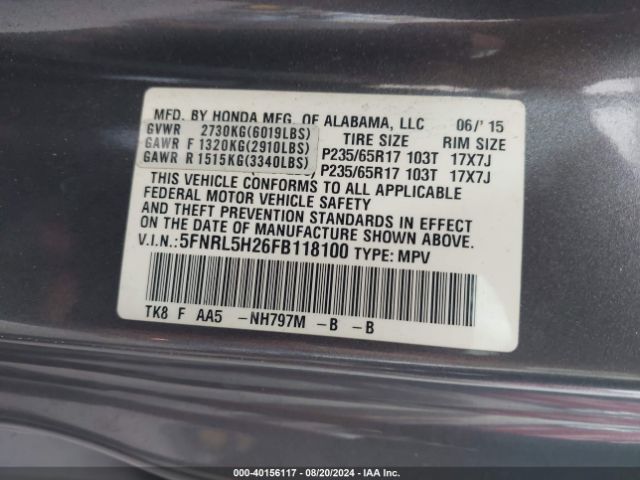 MFD. BY HONDA MFG. OF ALABAMA, LLC 06/'15
GVWR 2730KG(6019LBS) TIRE SIZE RIM SIZE
GAWR F 1320KG(2910LBS) P235/65R17 103T 17X7J
GAWR R 1515KG(3340LBS) P235/65R17 103T 17X7J
THIS VEHICLE CONFORMS TO ALL APPLICABLE
FEDERAL MOTOR VEHICLE SAFETY
AND THEFT PREVENTION STANDARDS IN EFFECT
ON THE DATE OF MANUFACTURE SHOWN ABOVE.
V.I.N.:5FNRL5H26FB118100 TYPE: MPV
TK8 F AA5 -NH797M -B -B
0000-40156117 - 08/20/2024 - IAA Inc.